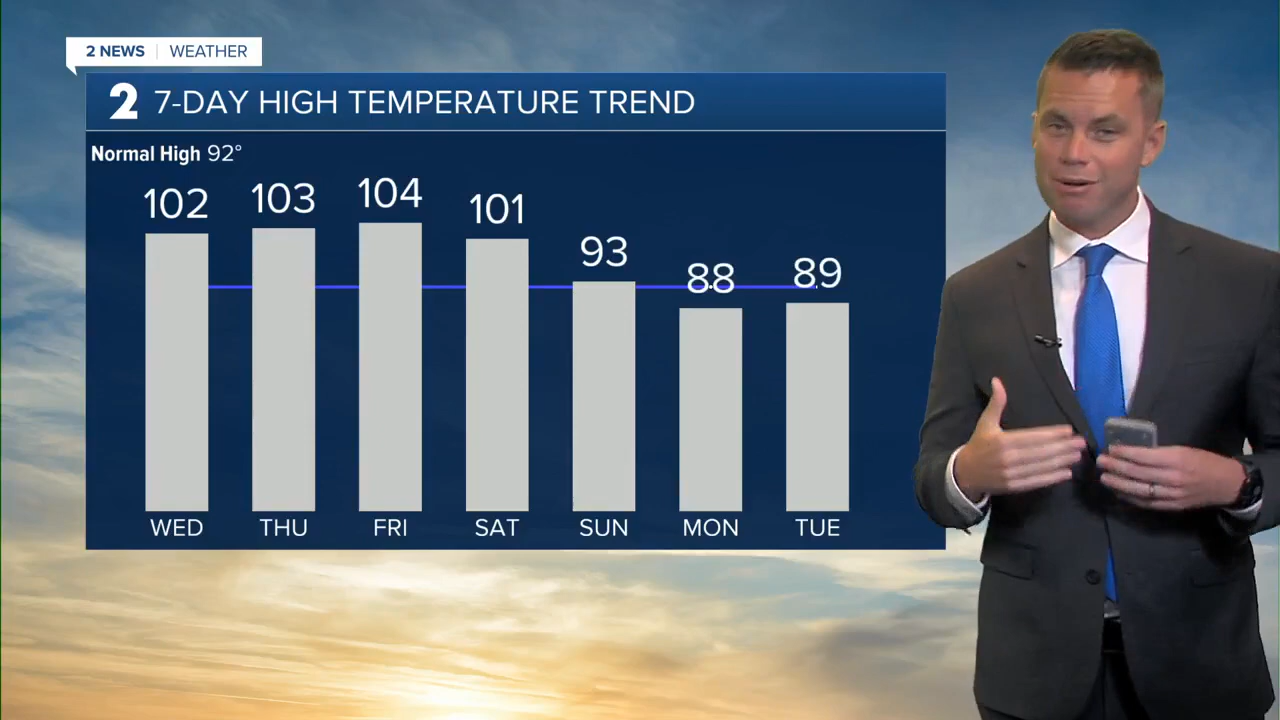 2 NEWS | WEATHER
2 7-DAY HIGH TEMPERATURE TREND
Normal High 92°
102 103 104 101 93 88 89
WED THU FRI SAT SUN MON TUE